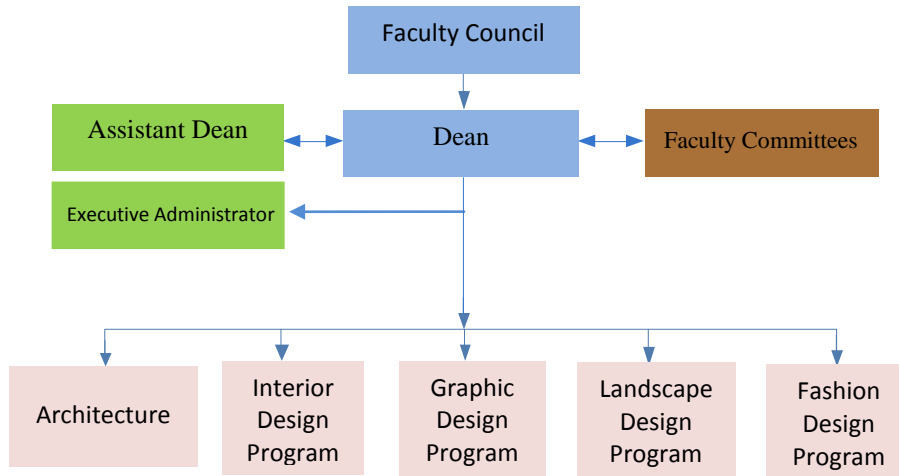 Faculty Council
Assistant Dean
Dean
Faculty Committees
Executive Administrator
Architecture
Interior
Design
Program
Graphic
Design
Program
Landscape
Design
Program
Fashion
Design
Program